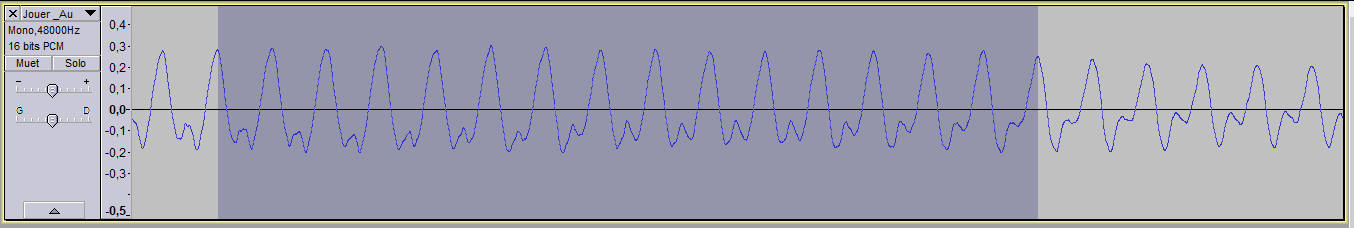 Jouer _Au
Mono,48000Hz
16 bits PCM
Muet Solo
- +
G D
0,4
0,3
0,2
0,1
0,0
-0,1
-0,2
-0,3
-0,5